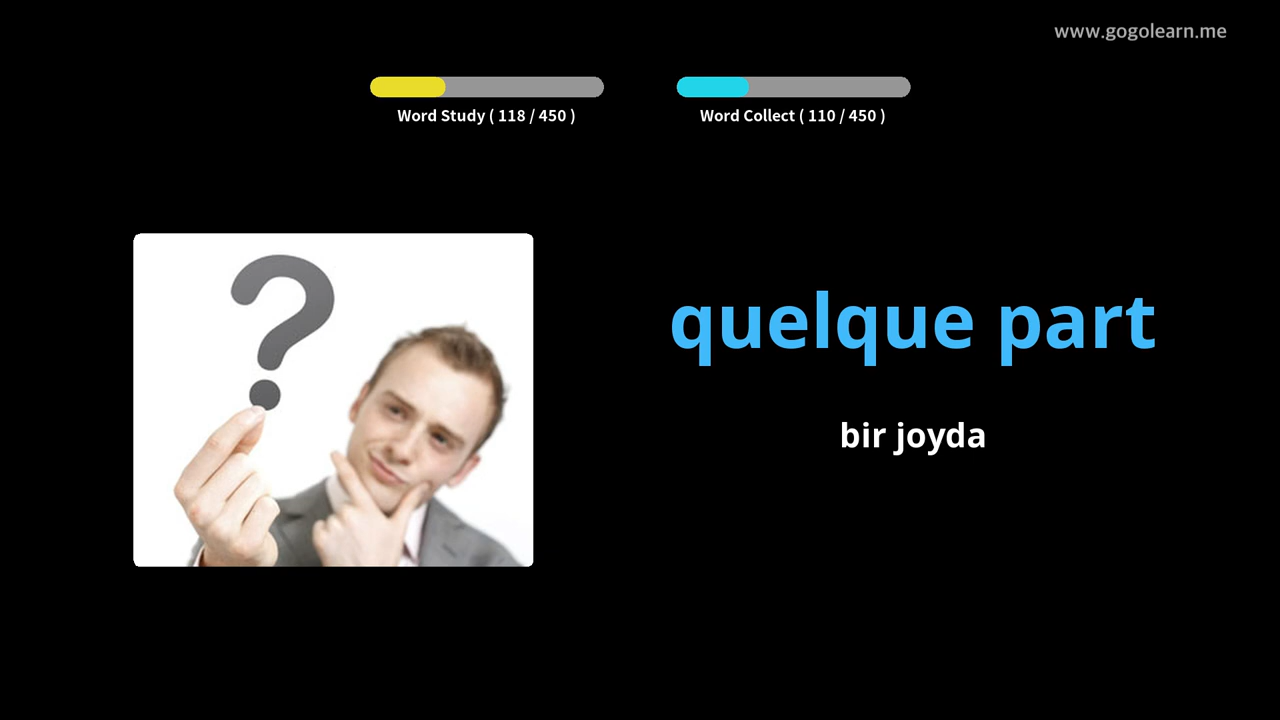 www.gogolearn.me
Word Study ( 118 / 450 )
Word Collect ( 110 / 450 )
quelque part
bir joyda